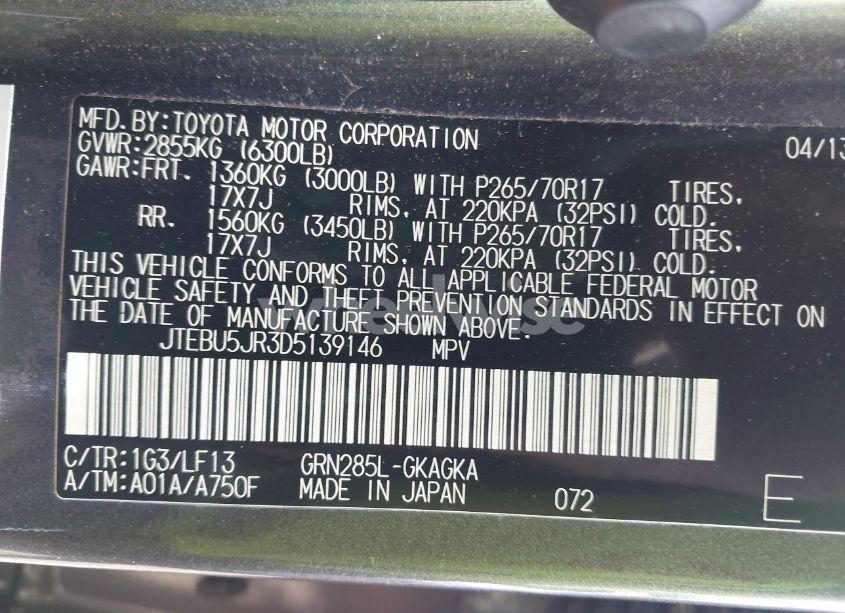 MFD.BY:TOYOTA MOTOR CORPORATION 04/13
GVWR:2855KG (6300LB)
GAWR:FRT. 1360KG (3000LB) WITH P265/70R17 TIRES,
17X7J RIMS, AT 220KPA (32PSI) COLD.
RR. 1560KG (3450LB) WITH P265/70R17 TIRES,
17X7J RIMS, AT 220KPA (32PSI) COLD.
THIS VEHICLE CONFORMS TO ALL APPLICABLE FEDERAL MOTOR
VEHICLE SAFETY AND THEFT PREVENTION STANDARDS IN EFFECT ON
THE DATE OF MANUFACTURE SHOWN ABOVE.
JTEBU5JR3D5139146 MPV
C/TR:1G3/LF13 GRN285L-GKAGKA
A/TM:A01A/A750F MADE IN JAPAN 072 E